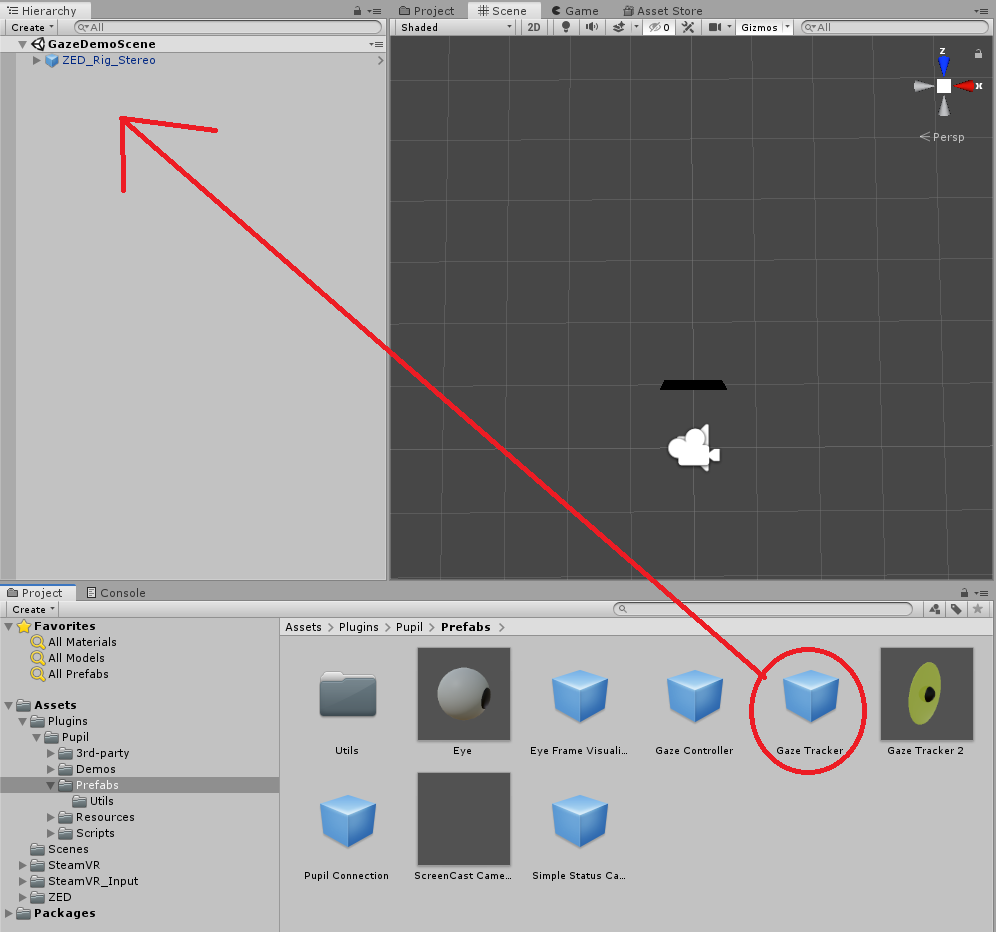 Hierarchy
Create
All
GazeDemoScene
ZED_Rig_Stereo
Project
Scene
Game
Asset Store
Shaded
2D
0
Gizmos
All
z
x
Persp
Project
Console
Create
Favorites
All Materials
All Models
All Prefabs
Assets
Plugins
Pupil
3rd-party
Demos
Prefabs
Utils
Resources
Scripts
Scenes
SteamVR
SteamVR_Input
ZED
Packages
Assets Plugins Pupil Prefabs
Utils
Eye
Eye Frame Visuali...
Gaze Controller
Gaze Tracker
Gaze Tracker 2
Pupil Connection
ScreenCast Came...
Simple Status Ca...